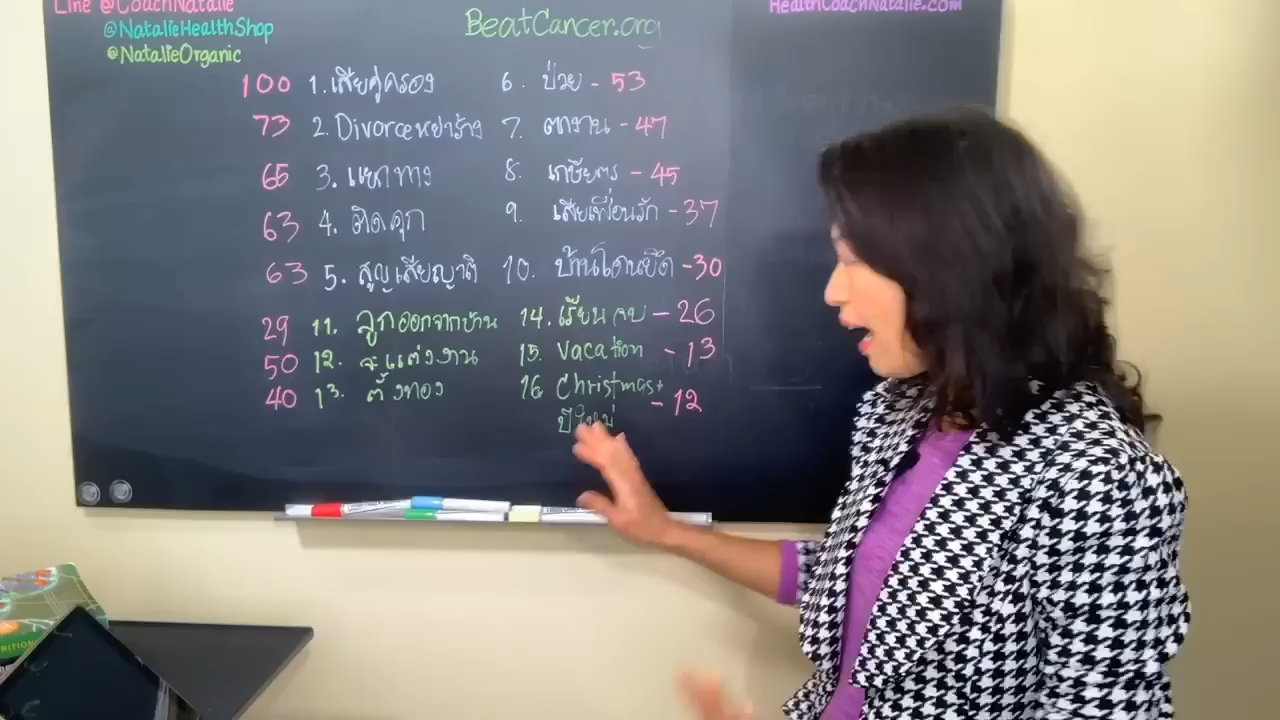 Line @CoachNatalie
@NatalieHealthShop
@NatalieOrganic
BeatCancer.org
HealthCoachNatalie.com
100 1. เสียคู่ครอง
73 2. Divorce หย่าร้าง
65 3. แยกทาง
63 4. ติดคุก
63 5. สูญเสียญาติ
6. ป่วย - 53
7. ตกงาน - 47
8. เกษียณ - 45
9. เสียเพื่อนรัก - 37
10. บ้านโดนยึด - 30
29 11. ลูกออกจากบ้าน
50 12. จะแต่งงาน
40 13. ตั้งทอง
14. เรียนจบ - 26
15. Vacation - 13
16. Christmas+ - 12
ปีใหม่
NITION